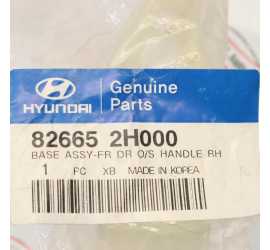 HYUNDAI
Genuine
Parts
82665 2H000
BASE ASSY-FR DR O/S HANDLE RH
1 PC XB MADE IN KOREA